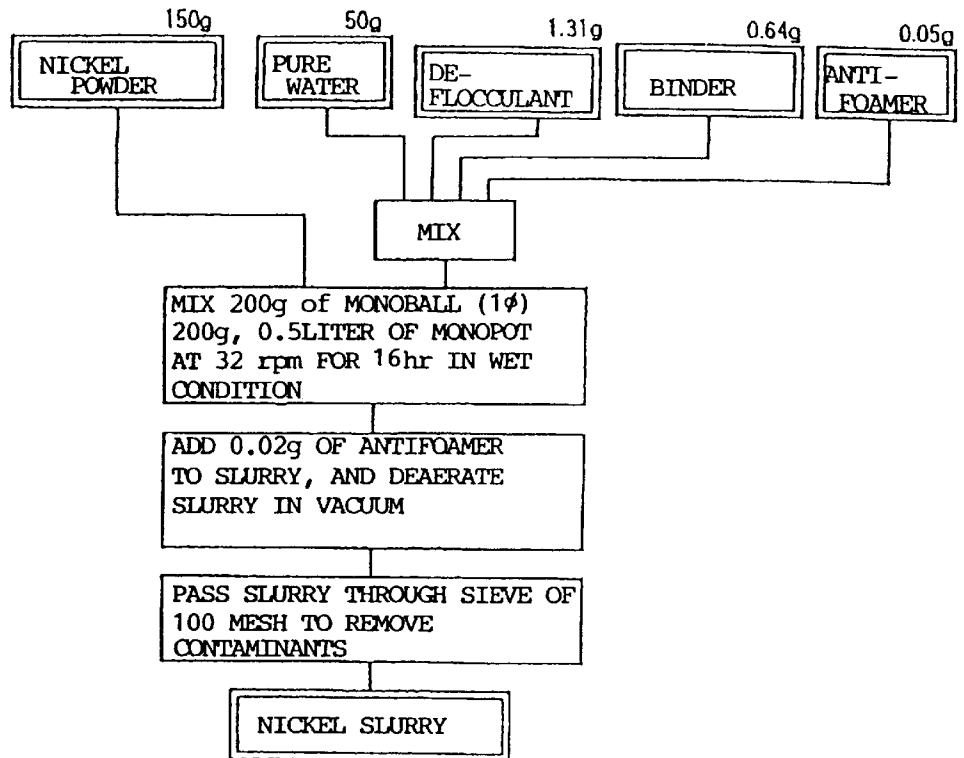 150g
50g
1.31g
0.64g
0.05g
NICKEL
POWDER
PURE
WATER
DE-
FLOCCULANT
BINDER
ANTI-
FOAMER
MIX
MIX 200g of MONOBALL (1ϕ)
200g, 0.5LITER OF MONOPOT
AT 32 rpm FOR 16hr IN WET
CONDITION
ADD 0.02g OF ANTIFOAMER
TO SLURRY, AND DEAERATE
SLURRY IN VACUUM
PASS SLURRY THROUGH SIEVE OF
100 MESH TO REMOVE
CONTAMINANTS
NICKEL SLURRY